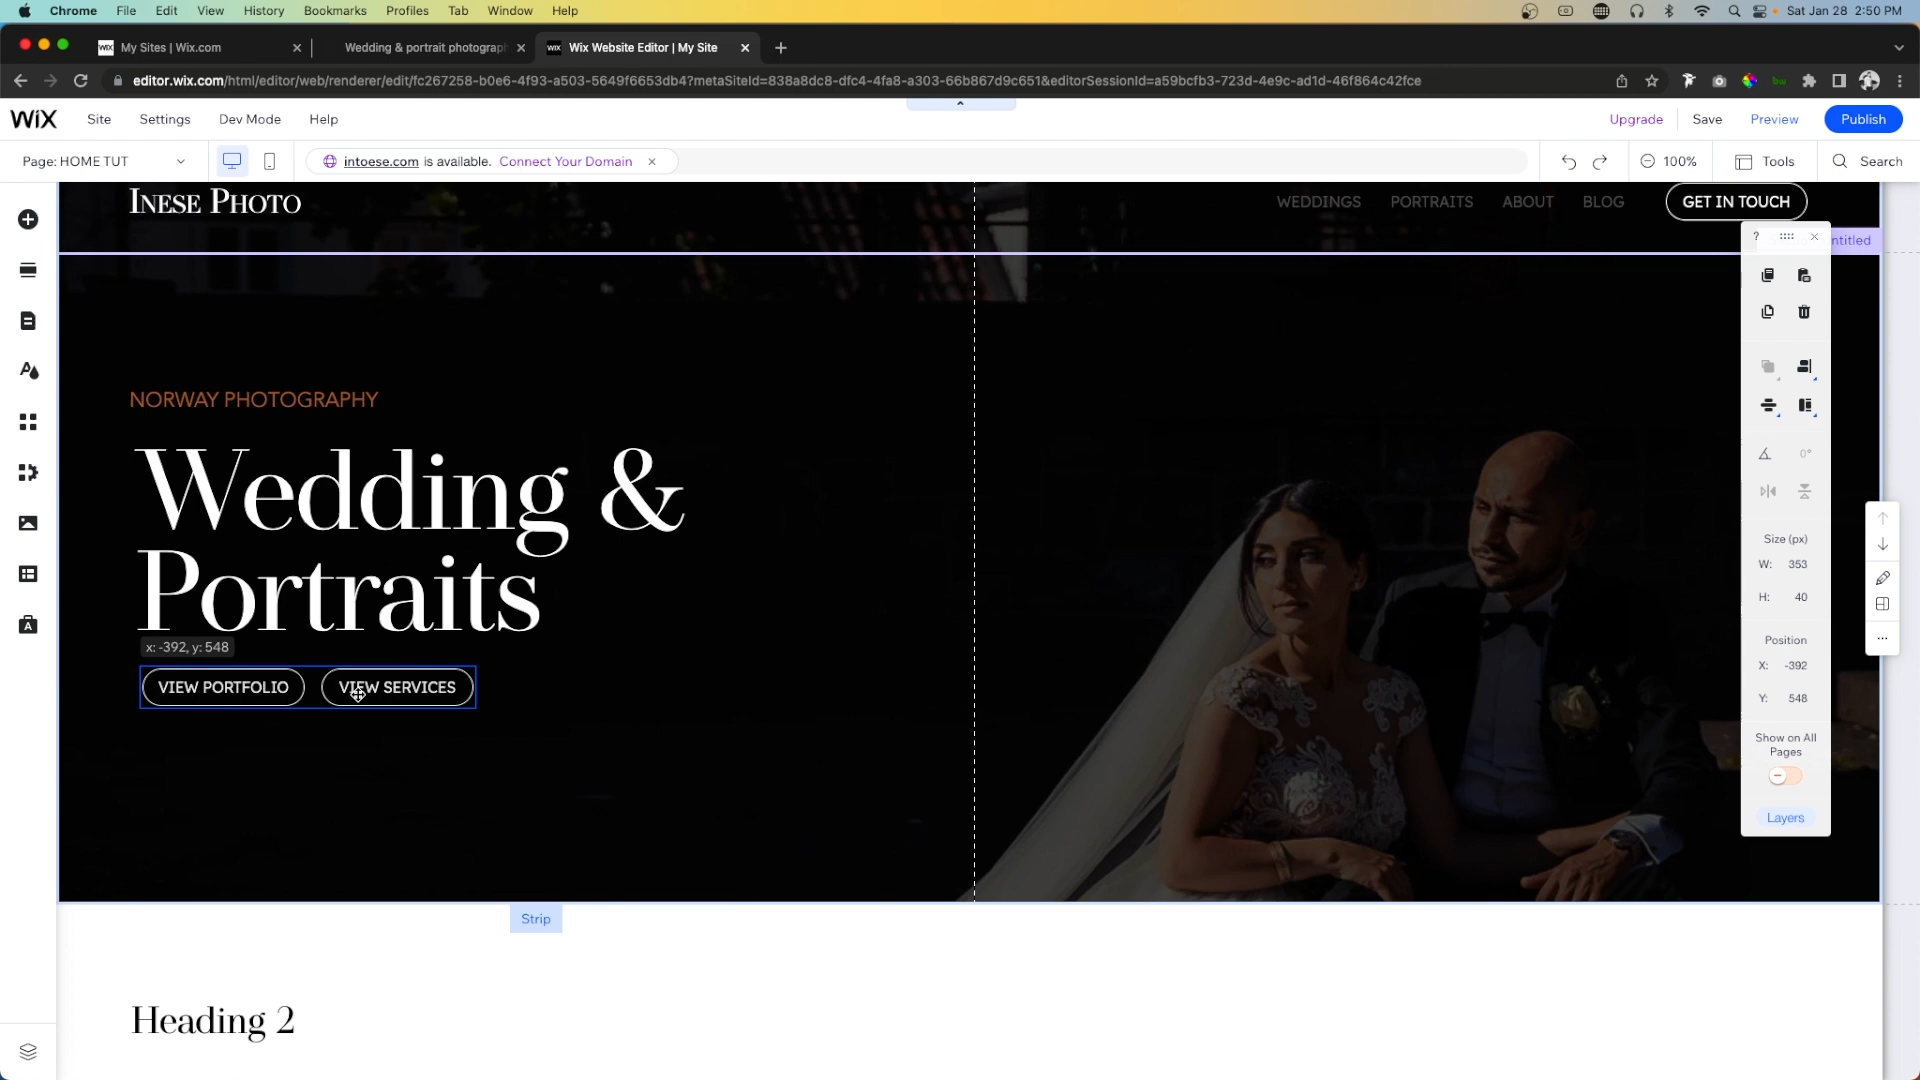 Chrome File Edit View History Bookmarks Profiles Tab Window Help
Sat Jan 28 2:50 PM
WiX My Sites | Wix.com
Wedding & portrait photograph
WiX Wix Website Editor | My Site
editor.wix.com/html/editor/web/renderer/edit/fc267258-b0e6-4f93-a503-5649f6653db4?metaSiteId=838a8dc8-dfc4-4fa8-a303-66b867d9c651&editorSessionId=a59bcfb3-723d-4e9c-ad1d-46f864c42fce
WiX Site Settings Dev Mode Help
Upgrade Save Preview Publish
Page: HOME TUT
intoese.com is available. Connect Your Domain
100% Tools Search
INESE PHOTO
WEDDINGS PORTRAITS ABOUT BLOG GET IN TOUCH
?
ntitled
NORWAY PHOTOGRAPHY
Wedding &
Portraits
x: -392, y: 548
VIEW PORTFOLIO VIEW SERVICES
0°
Size (px)
W: 353
H: 40
Position
X: -392
Y: 548
Show on All
Pages
Layers
Strip
Heading 2